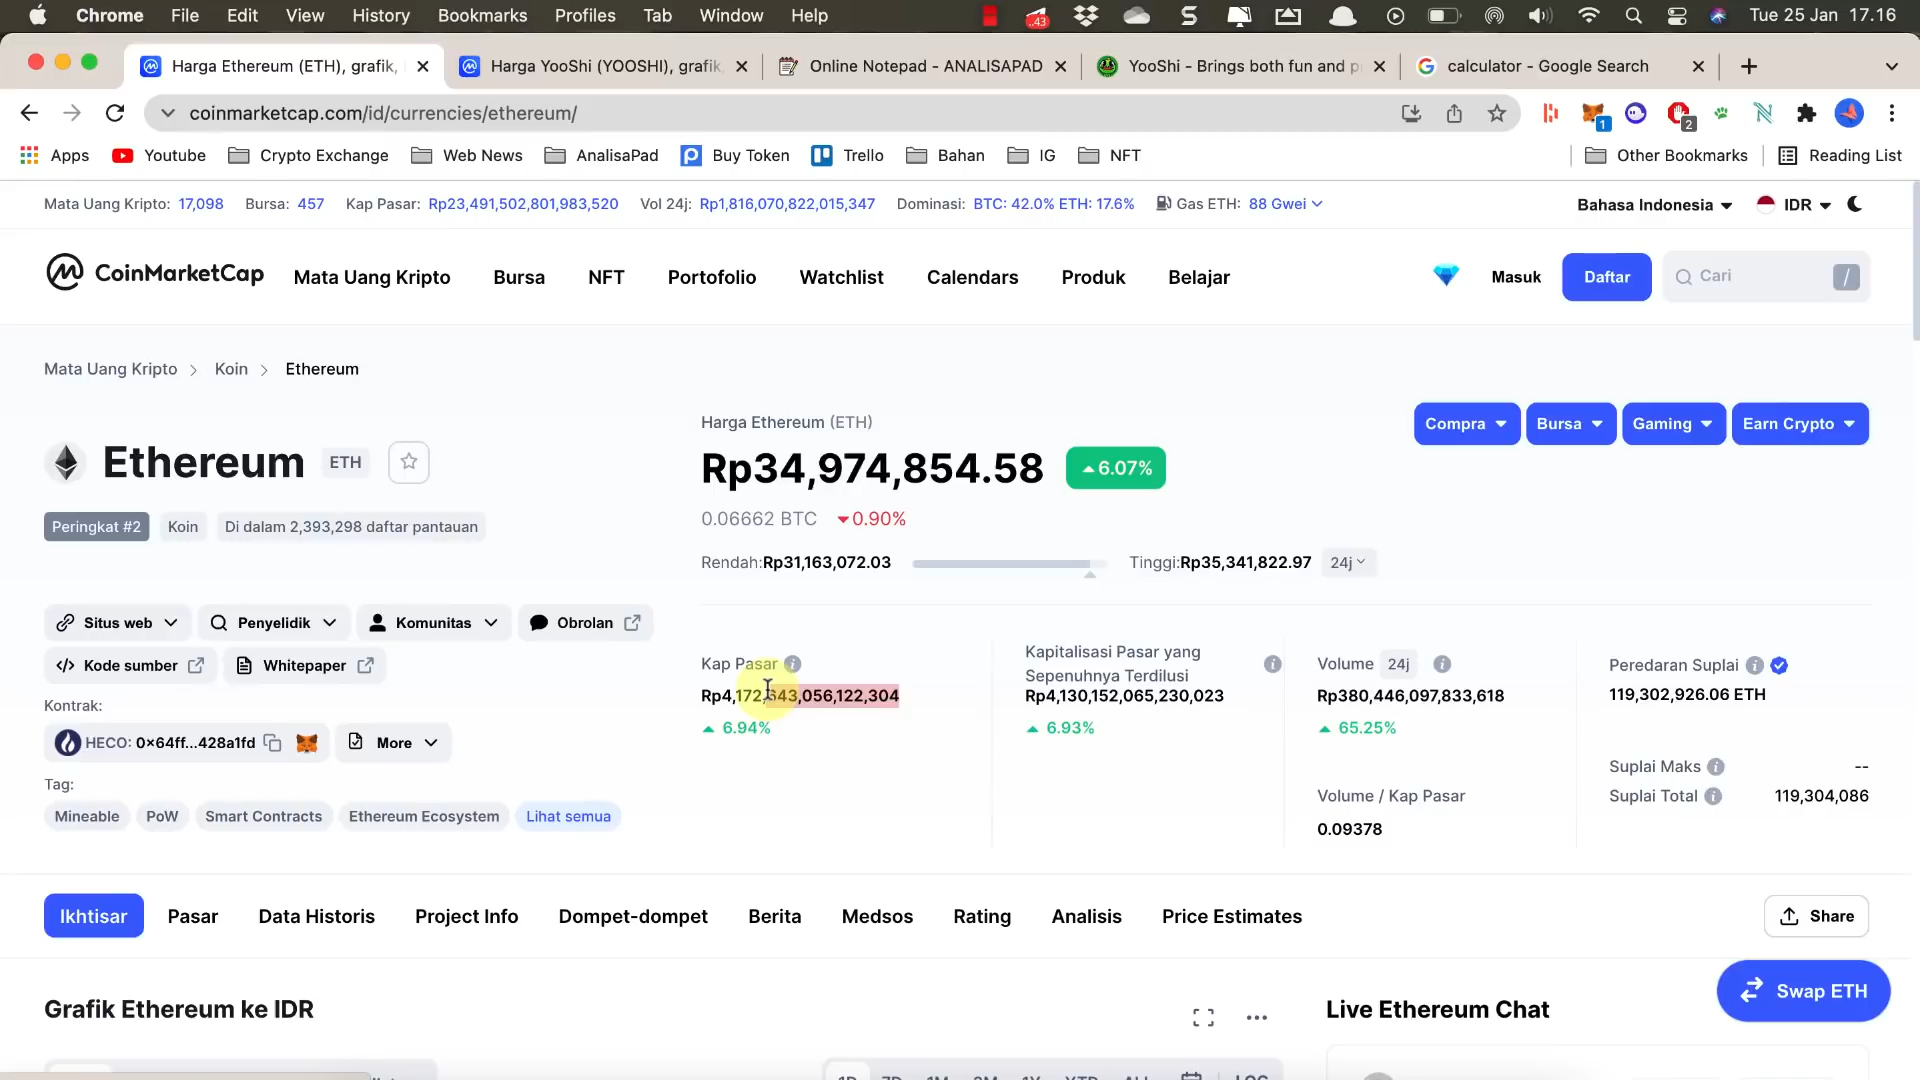 Chrome File Edit View History Bookmarks Profiles Tab Window Help .43 Tue 25 Jan 17.16
Harga Ethereum (ETH), grafik, Harga YooShi (YOOSHI), grafik, Online Notepad - ANALISAPAD YooShi - Brings both fun and p calculator - Google Search
coinmarketcap.com/id/currencies/ethereum/ 1 2
Apps Youtube Crypto Exchange Web News AnalisaPad Buy Token Trello Bahan IG NFT Other Bookmarks Reading List
Mata Uang Kripto: 17,098 Bursa: 457 Kap Pasar: Rp23,491,502,801,983,520 Vol 24j: Rp1,816,070,822,015,347 Dominasi: BTC: 42.0% ETH: 17.6% Gas ETH: 88 Gwei Bahasa Indonesia IDR
CoinMarketCap Mata Uang Kripto Bursa NFT Portofolio Watchlist Calendars Produk Belajar Masuk Daftar Cari /
Mata Uang Kripto Koin Ethereum
Harga Ethereum (ETH)
Compra Bursa Gaming Earn Crypto
Ethereum ETH
Rp34,974,854.58 6.07%
0.06662 BTC 0.90%
Peringkat #2 Koin Di dalam 2,393,298 daftar pantauan
Rendah:Rp31,163,072.03 Tinggi:Rp35,341,822.97 24j
Situs web Penyelidik Komunitas Obrolan
Kode sumber Whitepaper
Kontrak:
HECO: 0x64ff...428a1fd More
Tag:
Mineable PoW Smart Contracts Ethereum Ecosystem Lihat semua
Kap Pasar
Rp4,172,643,056,122,304
6.94%
Kapitalisasi Pasar yang
Sepenuhnya Terdilusi
Rp4,130,152,065,230,023
6.93%
Volume 24j
Rp380,446,097,833,618
65.25%
Volume / Kap Pasar
0.09378
Peredaran Suplai
119,302,926.06 ETH
Suplai Maks --
Suplai Total 119,304,086
Ikhtisar Pasar Data Historis Project Info Dompet-dompet Berita Medsos Rating Analisis Price Estimates Share
Grafik Ethereum ke IDR
Live Ethereum Chat
Swap ETH
1D 7D 1M 3M 1Y YTD ALL LOG